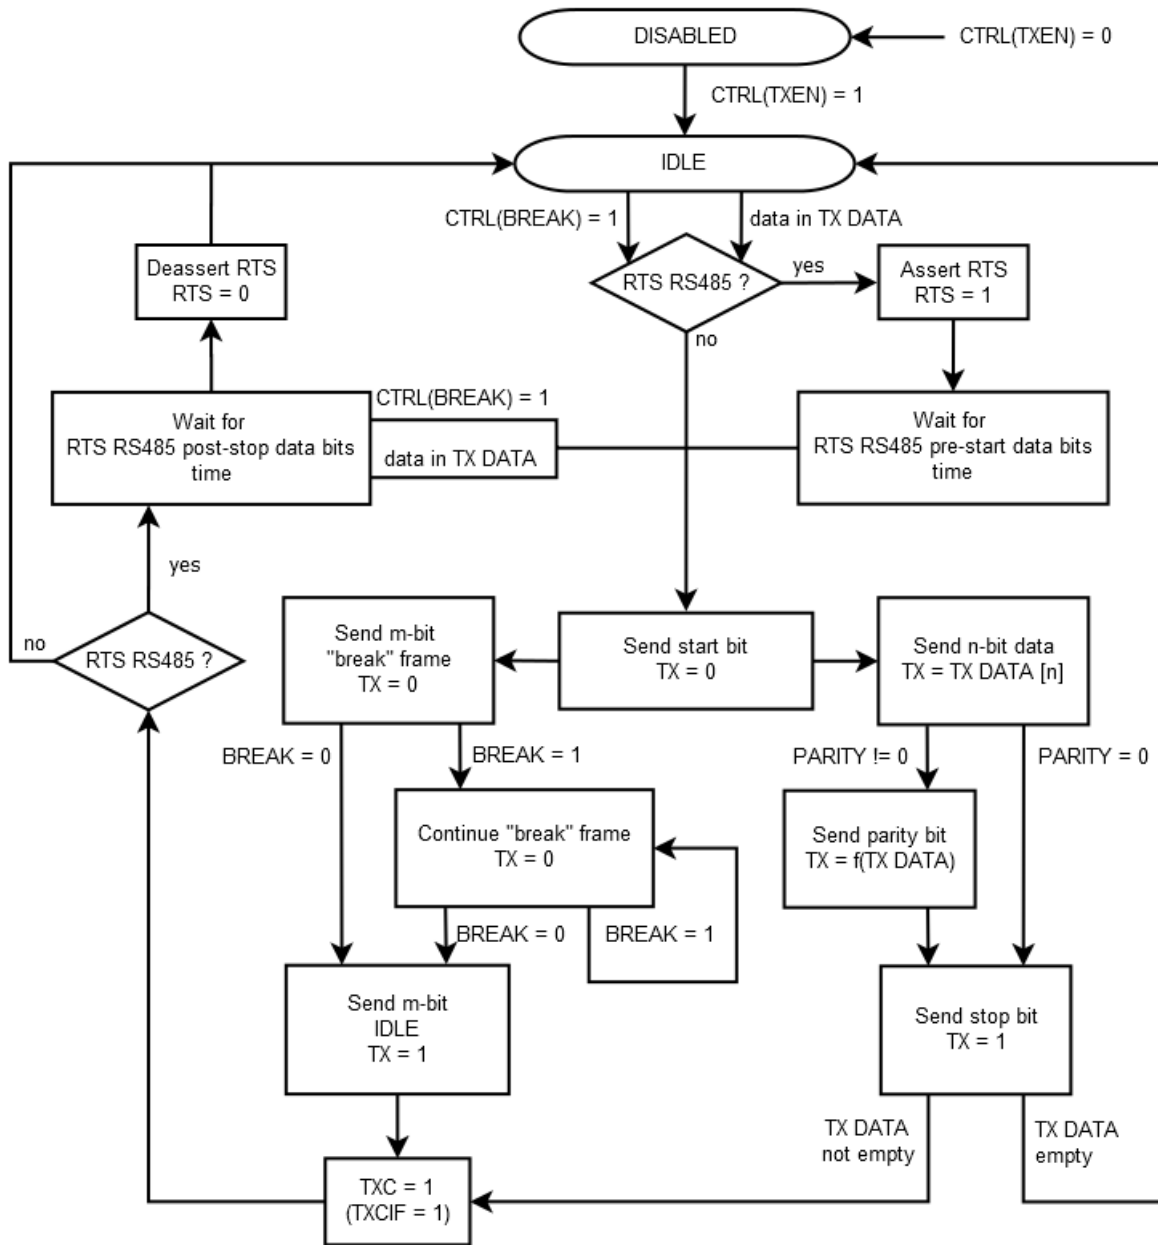 DISABLED
CTRL(TXEN) = 0
CTRL(TXEN) = 1
IDLE
CTRL(BREAK) = 1
data in TX DATA
Deassert RTS
RTS = 0
RTS RS485 ?
yes
Assert RTS
RTS = 1
no
Wait for
RTS RS485 post-stop data bits
time
CTRL(BREAK) = 1
data in TX DATA
Wait for
RTS RS485 pre-start data bits
time
yes
no
RTS RS485 ?
Send m-bit
"break" frame
TX = 0
Send start bit
TX = 0
Send n-bit data
TX = TX DATA [n]
BREAK = 0
BREAK = 1
PARITY != 0
PARITY = 0
Continue "break" frame
TX = 0
Send parity bit
TX = f(TX DATA)
BREAK = 0
BREAK = 1
Send m-bit
IDLE
TX = 1
Send stop bit
TX = 1
TX DATA
not empty
TX DATA
empty
TXC = 1
(TXCIF = 1)